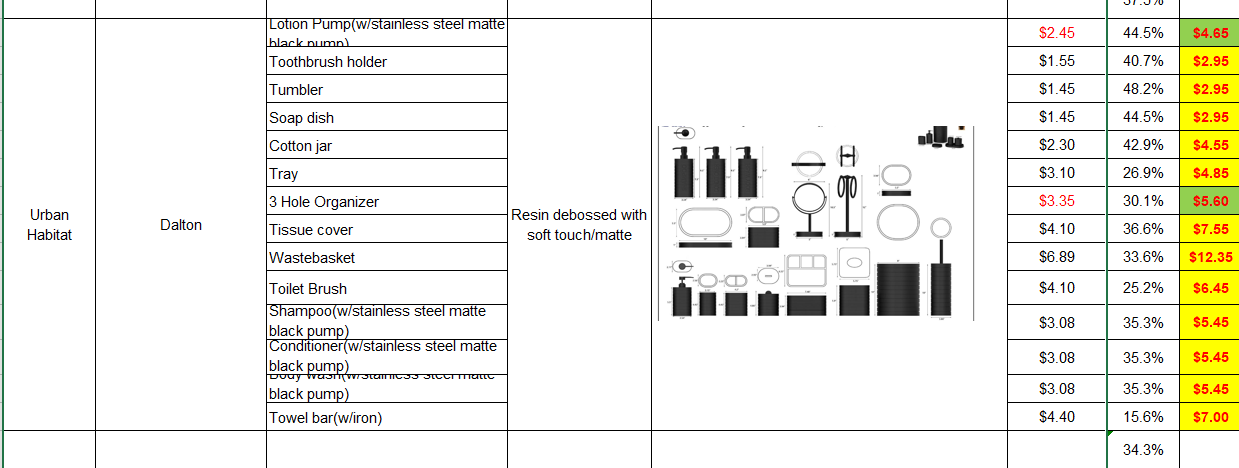 37.5%
Lotion Pump(w/stainless steel matte
black pump)
$2.45
44.5%
$4.65
Toothbrush holder
$1.55
40.7%
$2.95
Tumbler
$1.45
48.2%
$2.95
Soap dish
$1.45
44.5%
$2.95
Cotton jar
$2.30
42.9%
$4.55
Tray
$3.10
26.9%
$4.85
3 Hole Organizer
$3.35
30.1%
$5.60
Urban
Habitat
Dalton
Resin debossed with
soft touch/matte
Tissue cover
$4.10
36.6%
$7.55
Wastebasket
$6.89
33.6%
$12.35
Toilet Brush
$4.10
25.2%
$6.45
Shampoo(w/stainless steel matte
black pump)
$3.08
35.3%
$5.45
Conditioner(w/stainless steel matte
black pump)
$3.08
35.3%
$5.45
Body wash(w/stainless steel matte
black pump)
$3.08
35.3%
$5.45
Towel bar(w/iron)
$4.40
15.6%
$7.00
34.3%